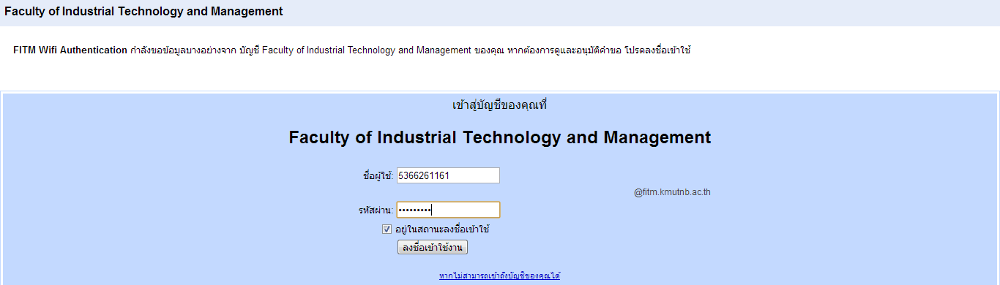 Faculty of Industrial Technology and Management
FITM Wifi Authentication กำลังขอข้อมูลบางอย่างจาก บัญชี Faculty of Industrial Technology and Management ของคุณ หากต้องการดูและอนุมัติคำขอ โปรดลงชื่อเข้าใช้
เข้าสู่บัญชีของคุณที่
Faculty of Industrial Technology and Management
ชื่อผู้ใช้: 5366261161
@fitm.kmutnb.ac.th
รหัสผ่าน: •••••••••
อยู่ในสถานะลงชื่อเข้าใช้
ลงชื่อเข้าใช้งาน
หากไม่สามารถเข้าถึงบัญชีของคุณได้